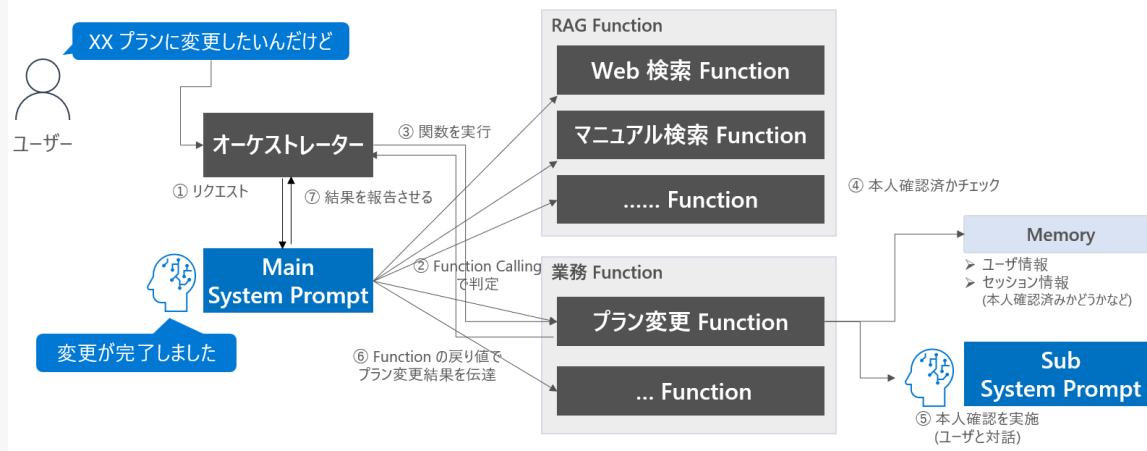 XX プランに変更したいんだけど
ユーザー
オーケストレーター
① リクエスト
⑦ 結果を報告させる
③ 関数を実行
Main
System Prompt
変更が完了しました
② Function Calling
で判定
⑥ Function の戻り値で
プラン変更結果を伝達
RAG Function
Web 検索 Function
マニュアル検索 Function
...... Function
業務 Function
プラン変更 Function
... Function
④ 本人確認済かチェック
Memory
➢ ユーザ情報
➢ セッション情報
(本人確認済みかどうかなど)
Sub
System Prompt
⑤ 本人確認を実施
(ユーザと対話)